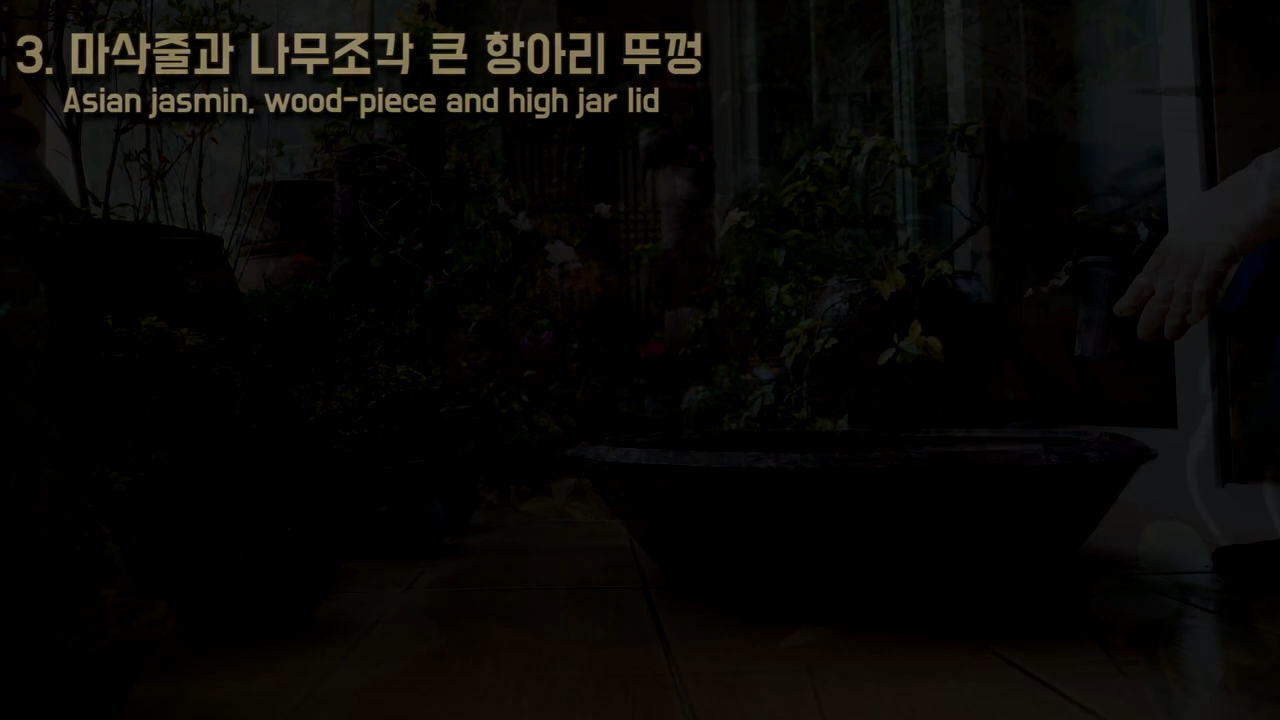 3. 마삭줄과 나무조각 큰 항아리 뚜껑
Asian jasmin, wood-piece and high jar lid